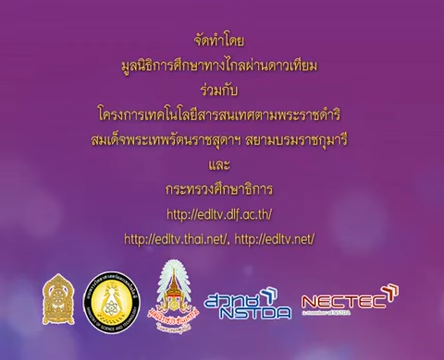 จัดทำโดย
มูลนิธิการศึกษาทางไกลผ่านดาวเทียม
ร่วมกับ
โครงการเทคโนโลยีสารสนเทศตามพระราชดำริ
สมเด็จพระเทพรัตนราชสุดาฯ สยามบรมราชกุมารี
และ
กระทรวงศึกษาธิการ
http://edltv.dlf.ac.th/
http://edltv.thai.net/, http://edltv.net/
สวทช NECTEC
NSTDA a member of NSTDA